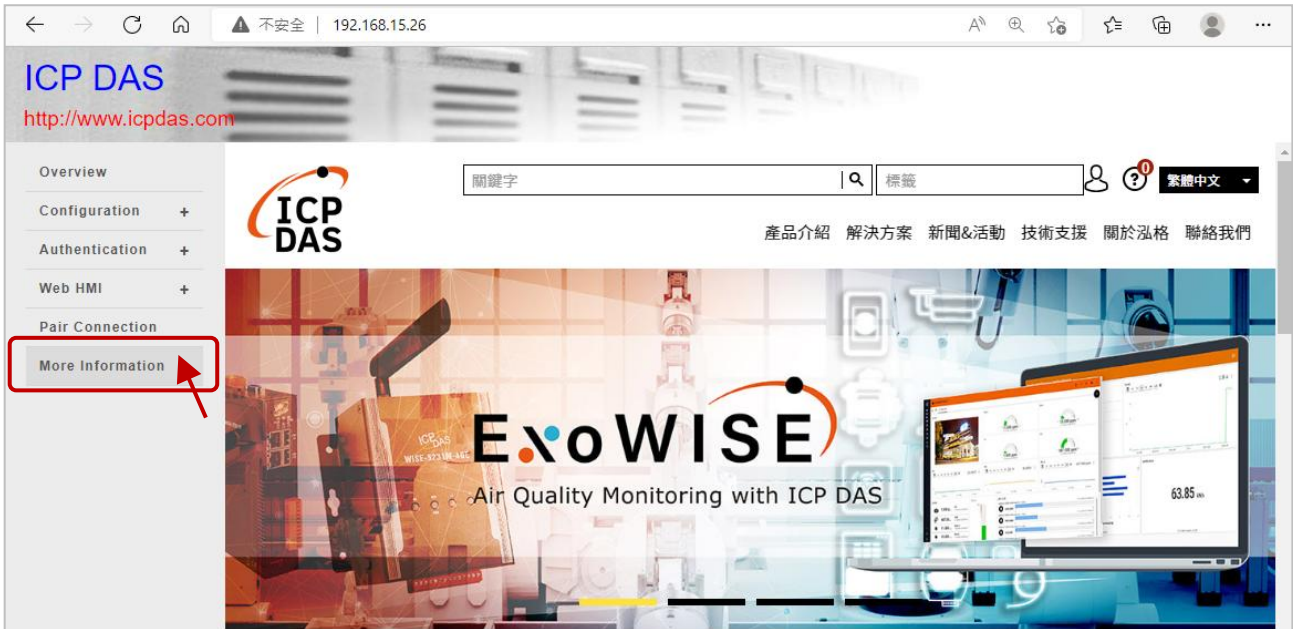 不安全 | 192.168.15.26
ICP DAS
http://www.icpdas.com
Overview
Configuration +
Authentication +
Web HMI +
Pair Connection
More Information
ICP
DAS
關鍵字
標籤
0
繁體中文
產品介紹 解決方案 新聞&活動 技術支援 關於泓格 聯絡我們
ICP DAS
WISE-5231M-4GE
ExoWISE
Air Quality Monitoring with ICP DAS
63.85